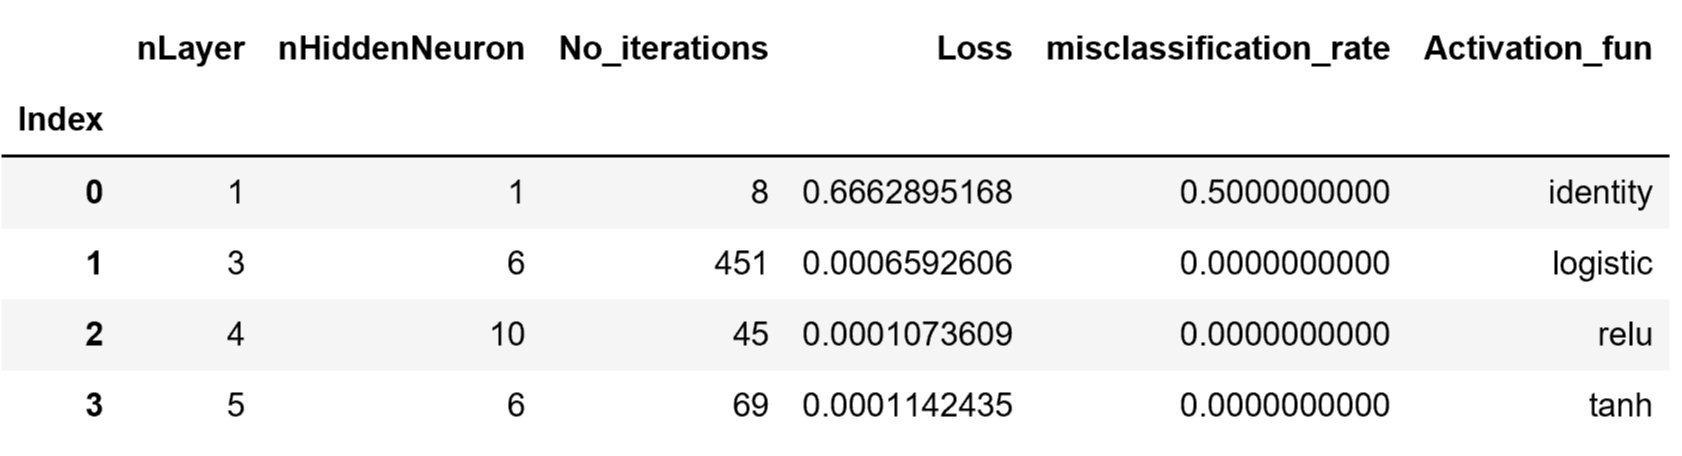 nLayer nHiddenNeuron No_iterations Loss misclassification_rate Activation_fun
Index
0 1 1 8 0.6662895168 0.5000000000 identity
1 3 6 451 0.0006592606 0.0000000000 logistic
2 4 10 45 0.0001073609 0.0000000000 relu
3 5 6 69 0.0001142435 0.0000000000 tanh